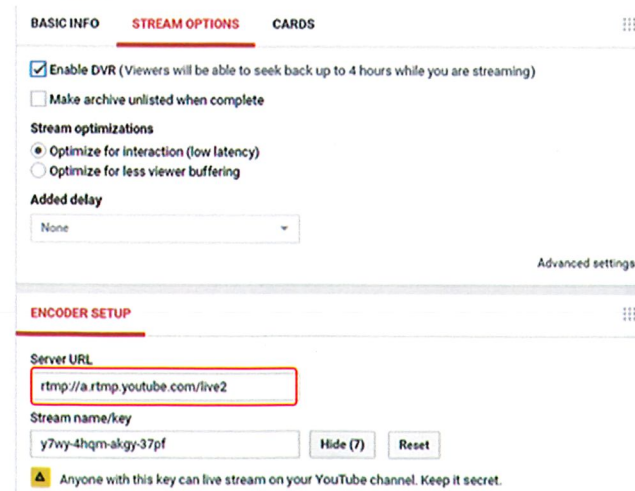 BASIC INFO STREAM OPTIONS CARDS
Enable DVR (Viewers will be able to seek back up to 4 hours while you are streaming)
Make archive unlisted when complete
Stream optimizations
Optimize for interaction (low latency)
Optimize for less viewer buffering
Added delay
None
Advanced settings
ENCODER SETUP
Server URL
rtmp://a.rtmp.youtube.com/live2
Stream name/key
y7wy-4hqm-akgy-37pf Hide (7) Reset
Anyone with this key can live stream on your YouTube channel. Keep it secret.